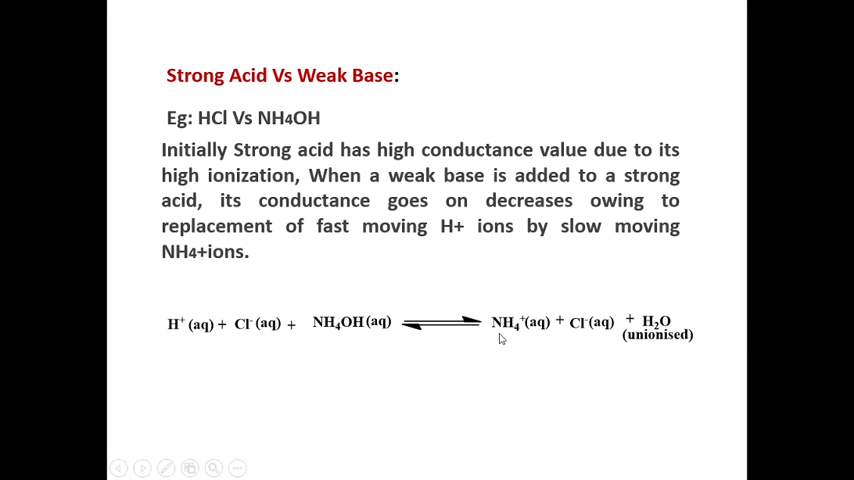 Strong Acid Vs Weak Base:
Eg: HCl Vs NH4OH
Initially Strong acid has high conductance value due to its
high ionization, When a weak base is added to a strong
acid, its conductance goes on decreases owing to
replacement of fast moving H+ ions by slow moving
NH4+ions.
H⁺ (aq) + Cl⁻ (aq) + NH₄OH (aq) ⇌ NH₄⁺(aq) + Cl⁻(aq) + H₂O
(unionised)